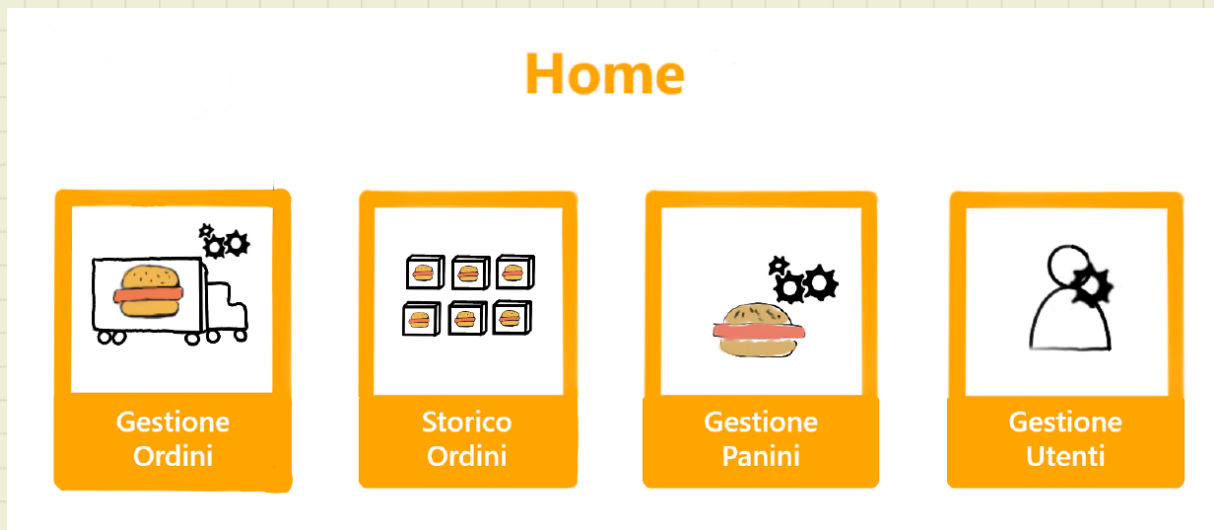 Home
Gestione
Ordini
Storico
Ordini
Gestione
Panini
Gestione
Utenti